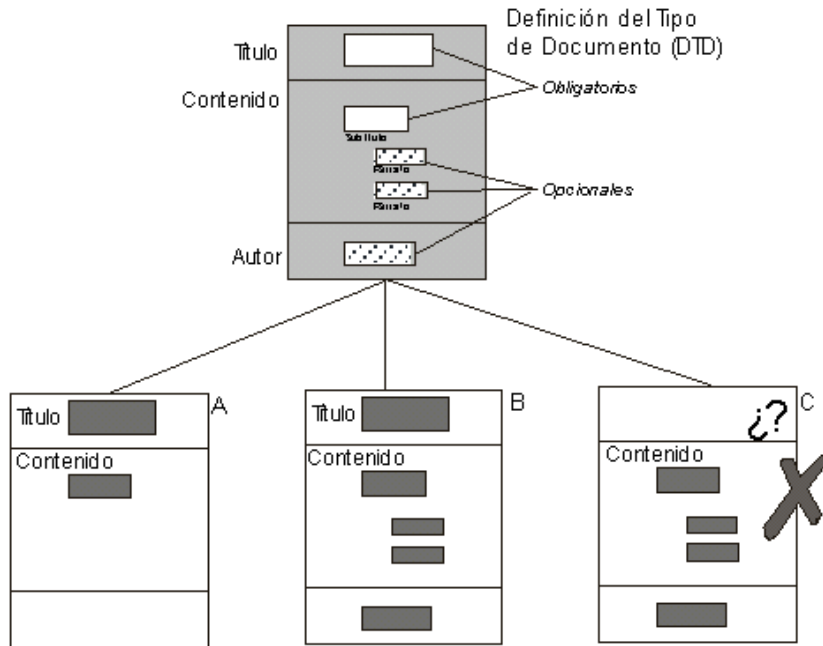 Definición del Tipo
de Documento (DTD)
Título
Obligatorios
Contenido
Subtítulo
Párrafo
Párrafo
Opcionales
Autor
A
Título
Contenido
B
Título
Contenido
C
¿?
Contenido